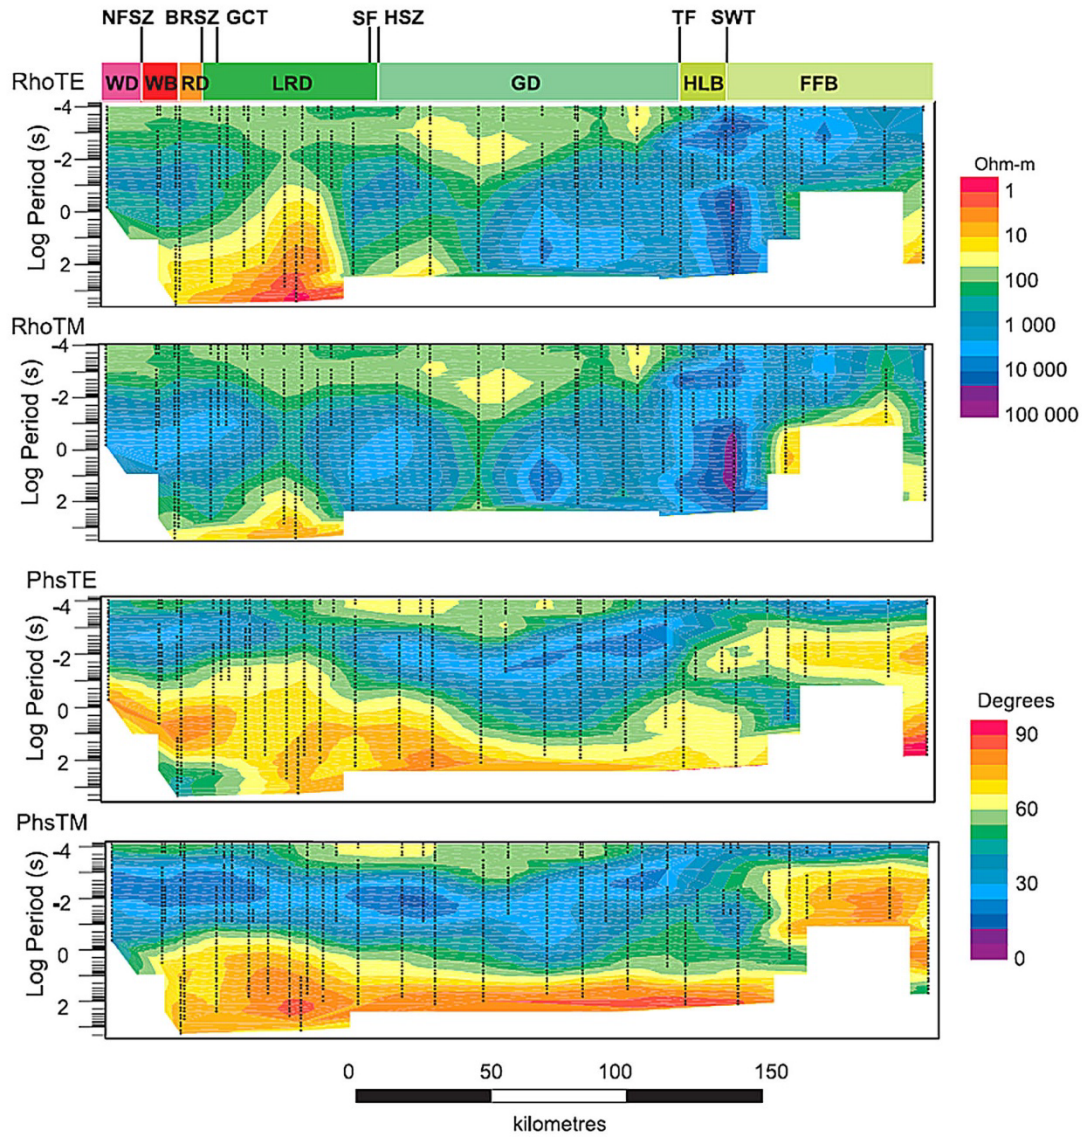 NFSZ BRSZ GCT SF HSZ TF SWT
WD WB RD LRD GD HLB FFB
RhoTE
-4
-2
0
2
Log Period (s)
Ohm-m
1
10
100
1 000
10 000
100 000
RhoTM
-4
-2
0
2
Log Period (s)
PhsTE
-4
-2
0
2
Log Period (s)
Degrees
90
60
30
0
PhsTM
-4
-2
0
2
Log Period (s)
0 50 100 150
kilometres